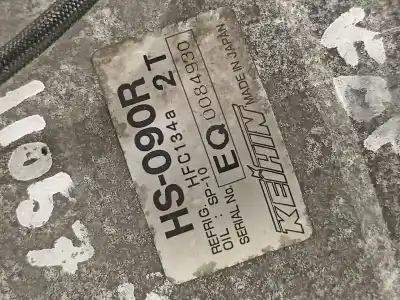 HS-090R
HFC134a 2T
REFRIG.
OIL : SP-10
SERIAL No.
EQ 0084930
KEIHIN MADE IN JAPAN